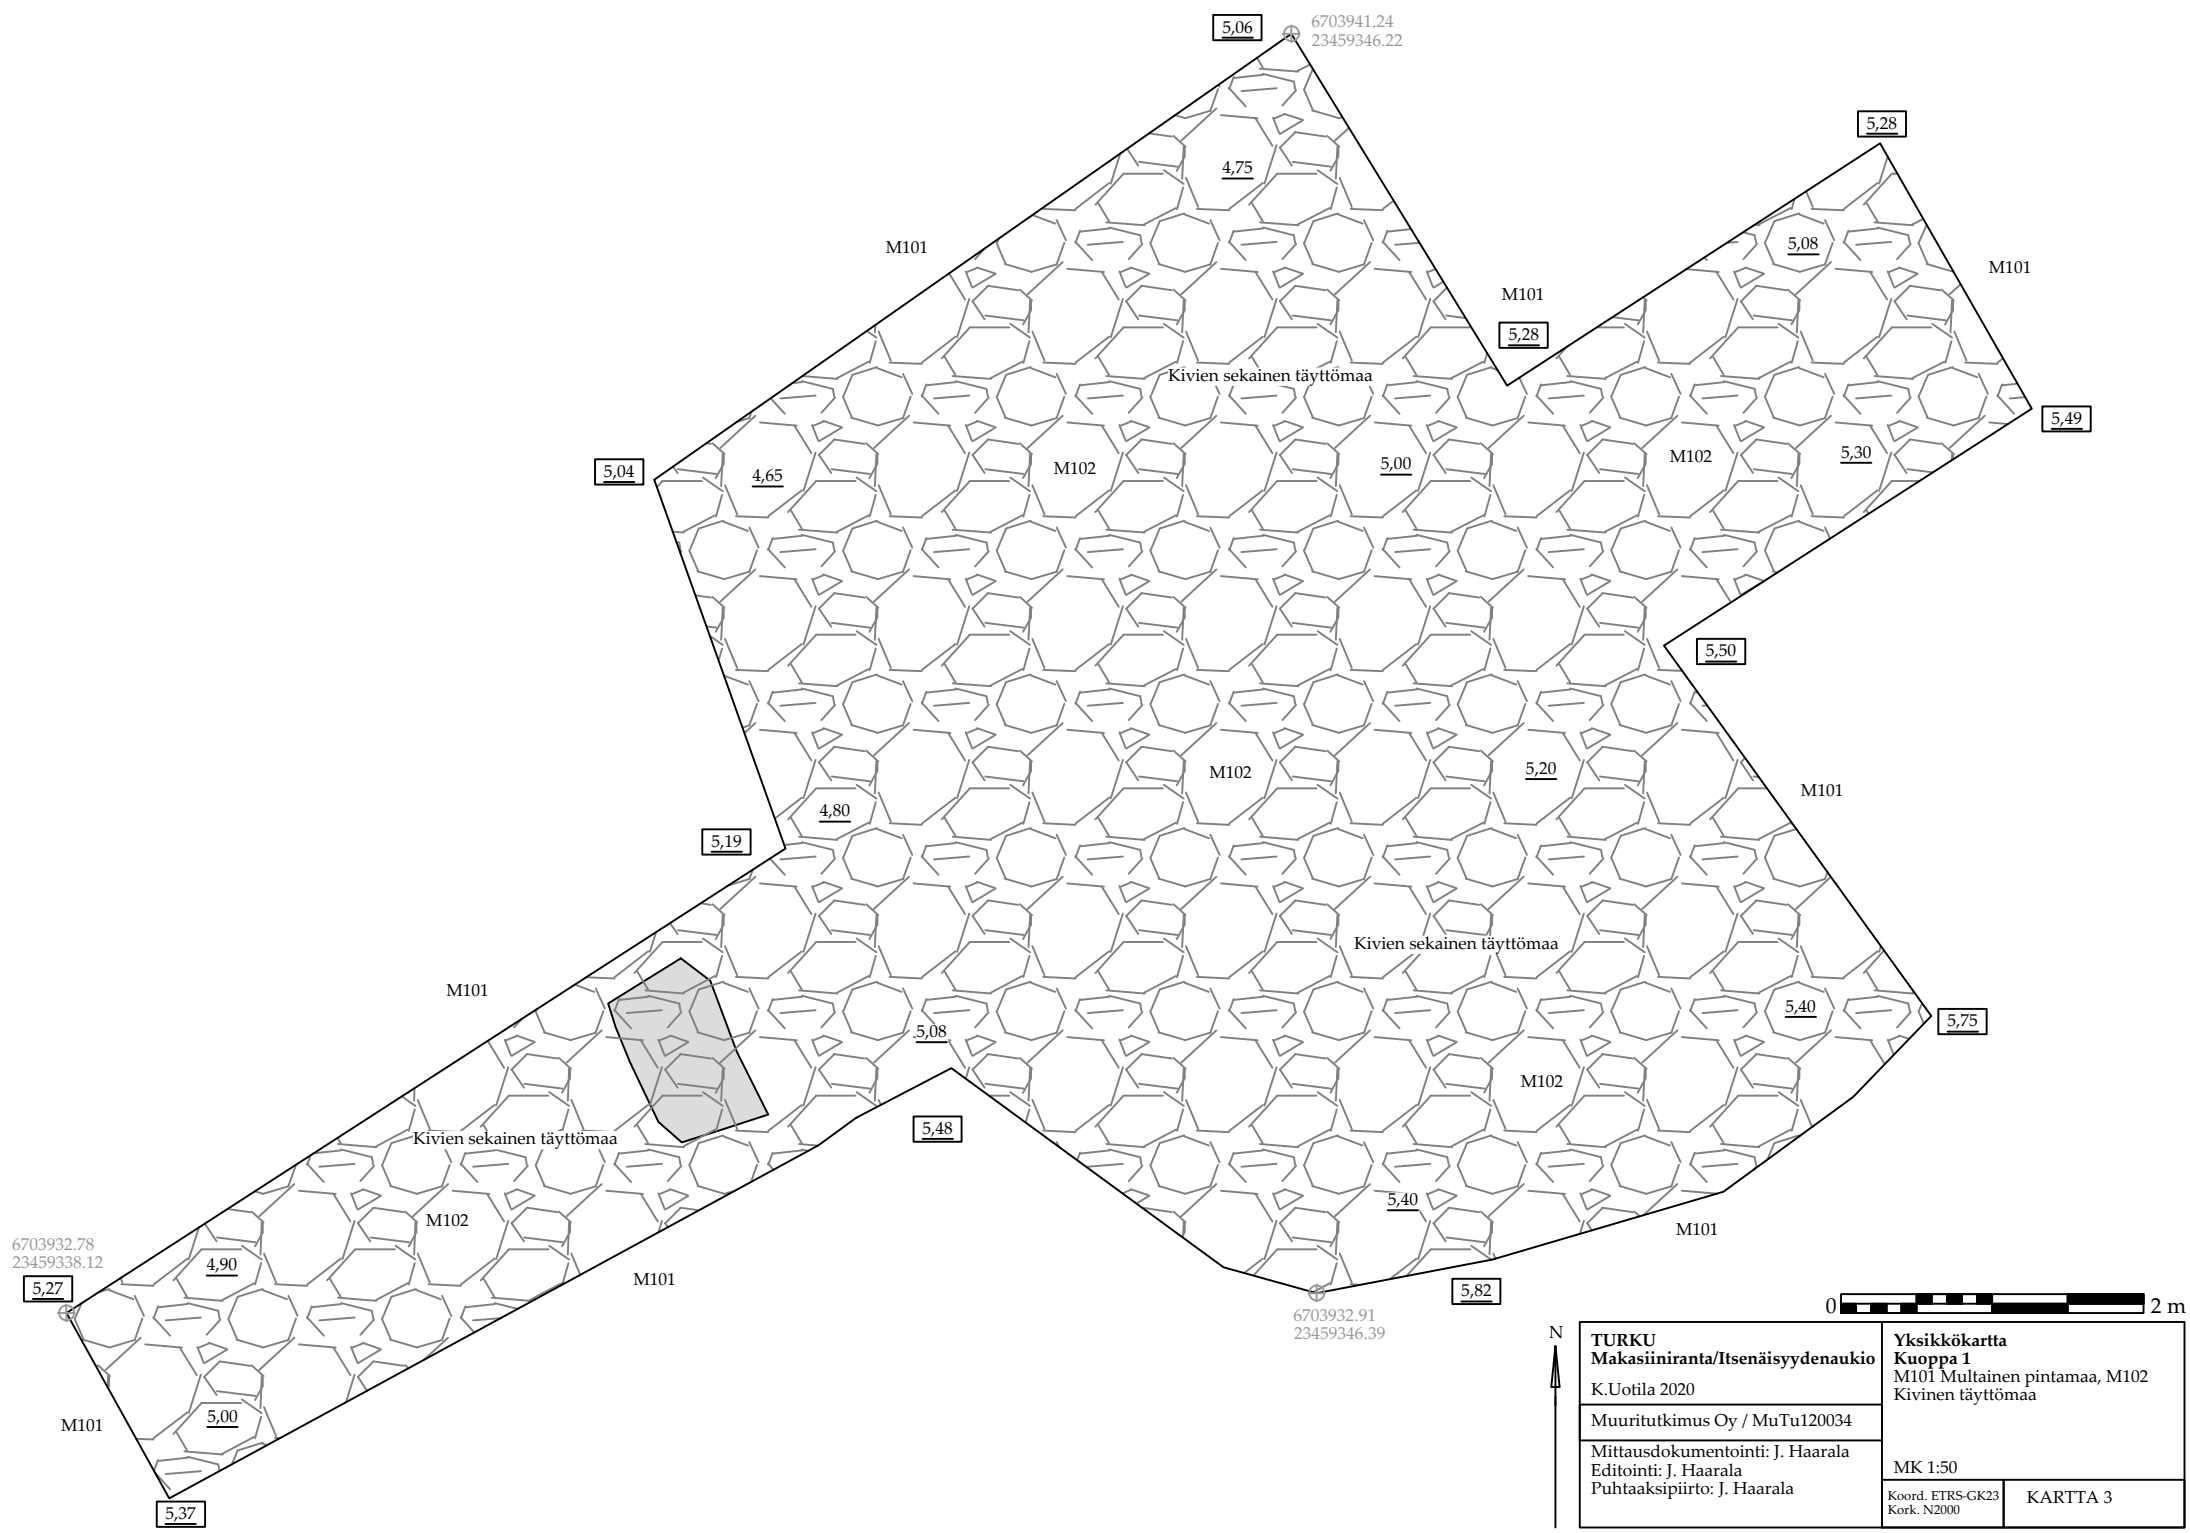 5,06
6703941.24
23459346.22
5,28
4,75
M101
5,08
M101
M101
5,28
Kivien sekainen täyttömaa
5,49
5,04
4,65
M102
5,00
M102
5,30
5,50
M102
5,20
M101
4,80
5,19
Kivien sekainen täyttömaa
M101
5,40
5,75
5,08
M102
5,48
Kivien sekainen täyttömaa
M102
5,40
M101
6703932.78
23459338.12
5,27
4,90
M101
5,82
6703932.91
23459346.39
M101
5,00
5,37
0 2 m
N
TURKU
Makasiiniranta/Itsenäisyydenaukio
K.Uotila 2020
Muuritutkimus Oy / MuTu120034
Mittausdokumentointi: J. Haarala
Editointi: J. Haarala
Puhtaaksipiirto: J. Haarala
Yksikkökartta
Kuoppa 1
M101 Multainen pintamaa, M102
Kivinen täyttömaa
MK 1:50
Koord. ETRS-GK23
Kork. N2000
KARTTA 3